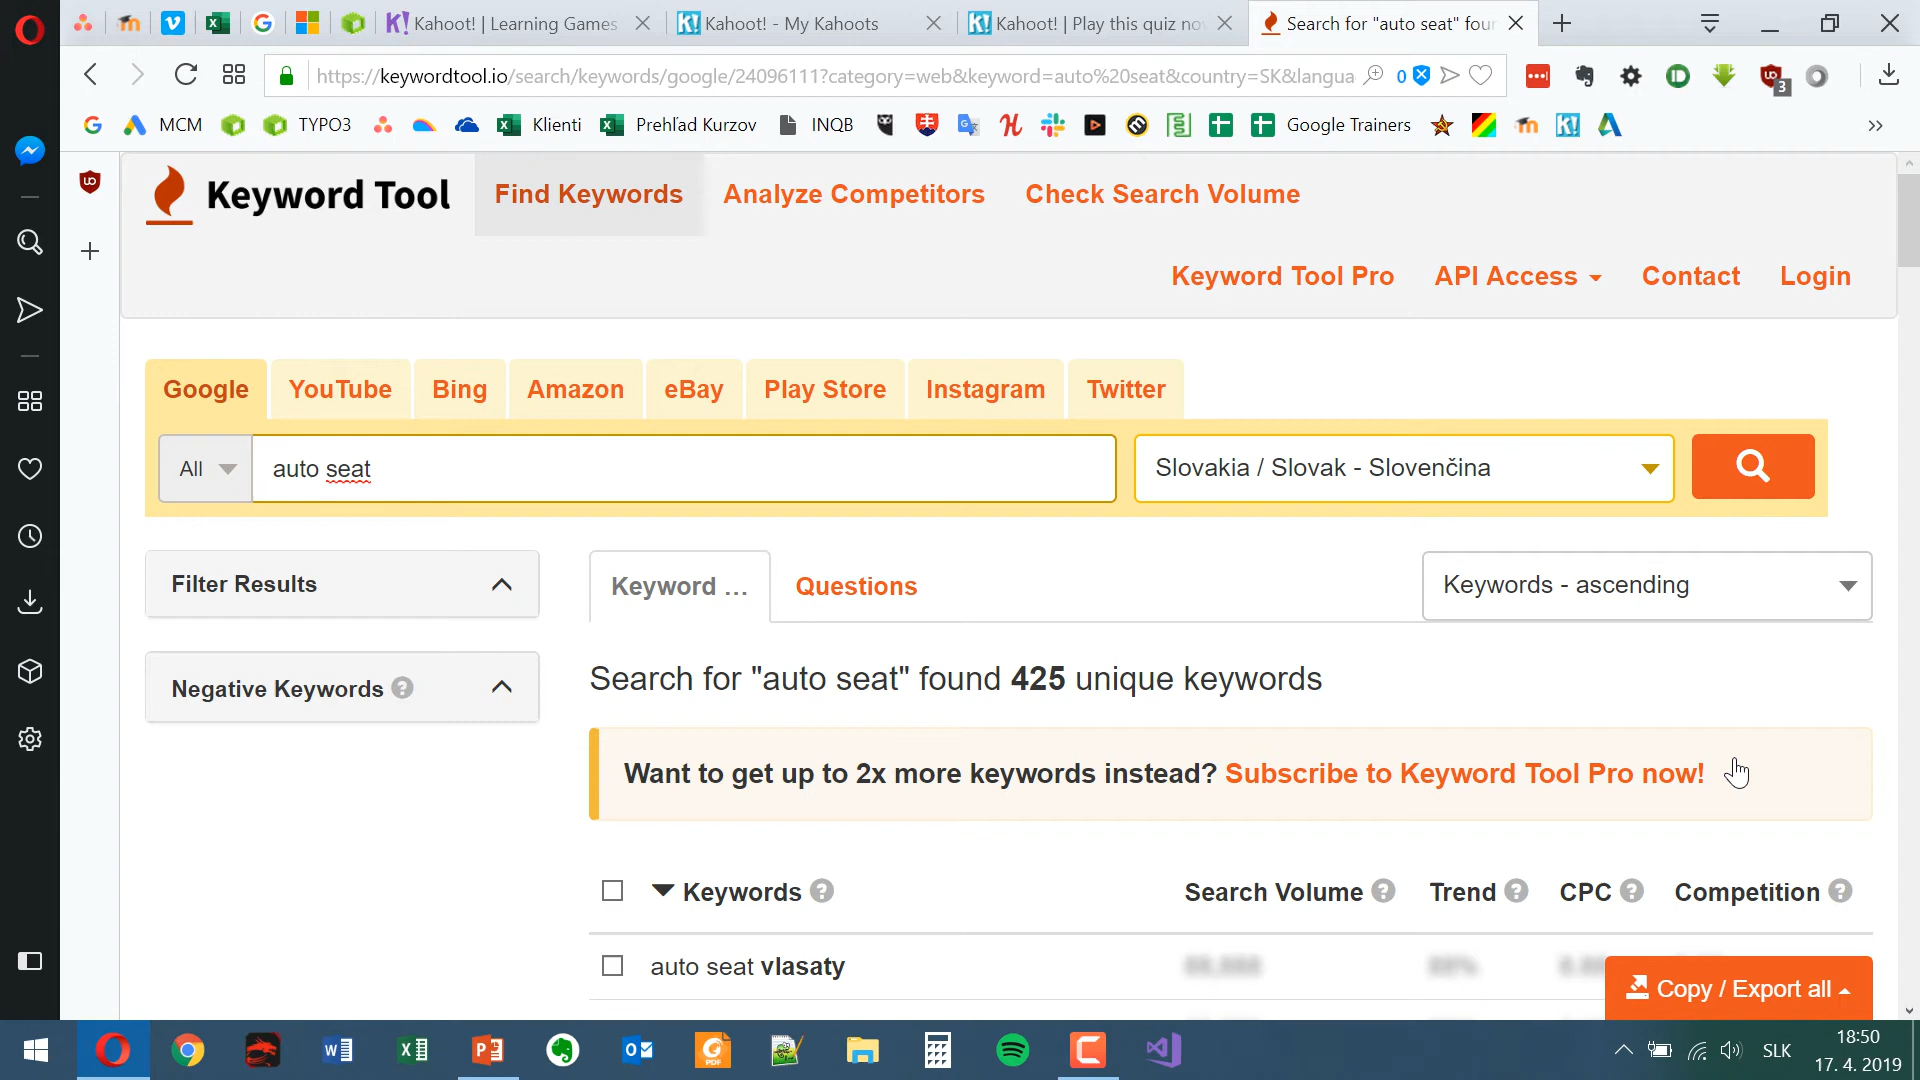 Kahoot! | Learning Games
Kahoot! - My Kahoots
Kahoot! | Play this quiz no
Search for "auto seat" four
https://keywordtool.io/search/keywords/google/24096111?category=web&keyword=auto%20seat&country=SK&langua
0
3
MCM
TYPO3
Klienti
Prehľad Kurzov
INQB
Google Trainers
Keyword Tool
Find Keywords
Analyze Competitors
Check Search Volume
Keyword Tool Pro
API Access
Contact
Login
Google
YouTube
Bing
Amazon
eBay
Play Store
Instagram
Twitter
All
auto seat
Slovakia / Slovak - Slovenčina
Filter Results
Keyword ...
Questions
Keywords - ascending
Negative Keywords
Search for "auto seat" found 425 unique keywords
Want to get up to 2x more keywords instead? Subscribe to Keyword Tool Pro now!
Keywords
Search Volume
Trend
CPC
Competition
auto seat vlasaty
Copy / Export all
SLK
18:50
17. 4. 2019